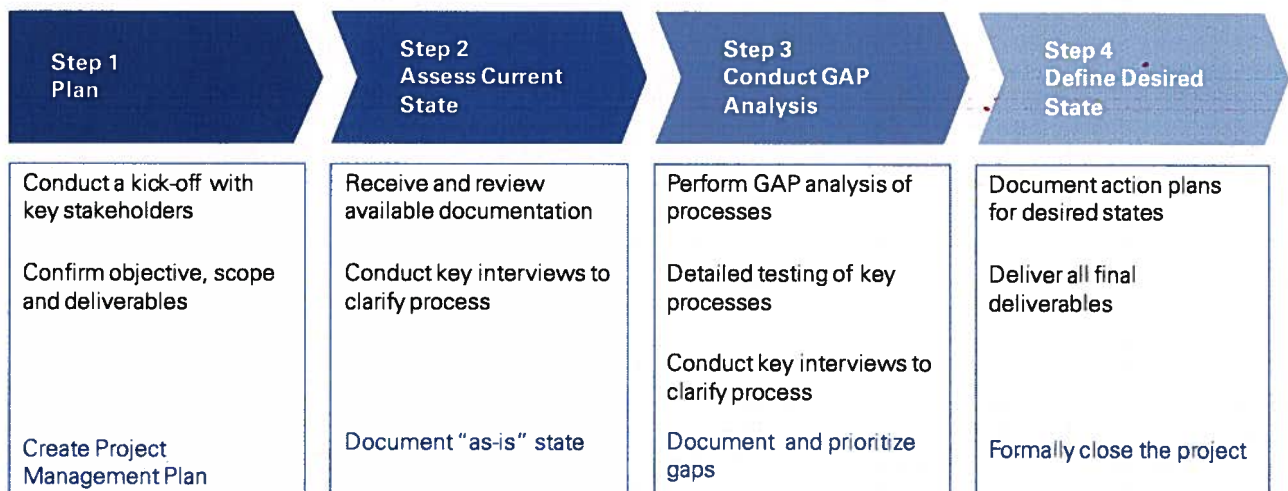 Step 1
Plan
Step 2
Assess Current
State
Step 3
Conduct GAP
Analysis
Step 4
Define Desired
State
Conduct a kick-off with
key stakeholders
Confirm objective, scope
and deliverables
Create Project
Management Plan
Receive and review
available documentation
Conduct key interviews to
clarify process
Document "as-is" state
Perform GAP analysis of
processes
Detailed testing of key
processes
Conduct key interviews to
clarify process
Document and prioritize
gaps
Document action plans
for desired states
Deliver all final
deliverables
Formally close the project